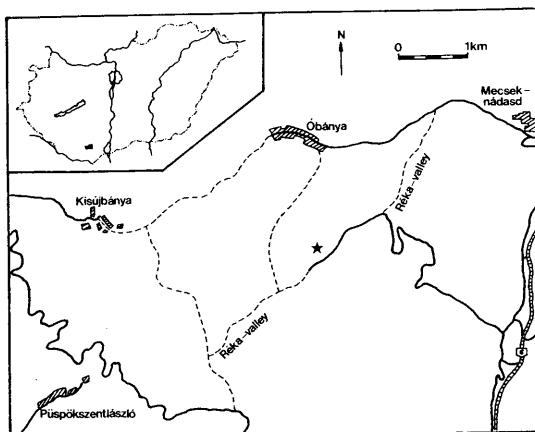 N
0 1km
Mecsek-
nádasd
Óbánya
Réka-valley
Kisújbánya
Réka-valley
6
Püspökszentlászló